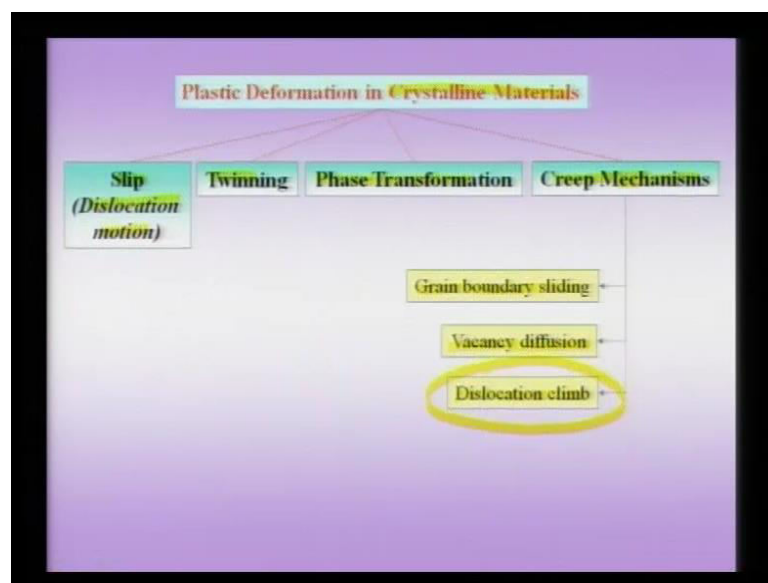 Plastic Deformation in Crystalline Materials
Slip
(Dislocation
motion)
Twinning
Phase Transformation
Creep Mechanisms
Grain boundary sliding
Vacancy diffusion
Dislocation climb